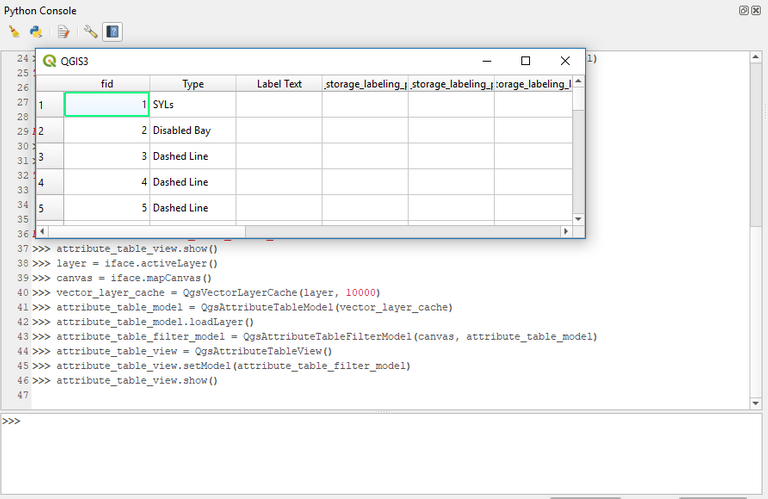 Python Console
24
25
26
27
28
29
30
31
32
33
34
35
36
QGIS3
fid Type Label Text _storage_labeling_p _storage_labeling_p storage_labeling_l
1 1 SYLs
2 2 Disabled Bay
3 3 Dashed Line
4 4 Dashed Line
5 5 Dashed Line
37 >>> attribute_table_view.show()
38 >>> layer = iface.activeLayer()
39 >>> canvas = iface.mapCanvas()
40 >>> vector_layer_cache = QgsVectorLayerCache(layer, 10000)
41 >>> attribute_table_model = QgsAttributeTableModel(vector_layer_cache)
42 >>> attribute_table_model.loadLayer()
43 >>> attribute_table_filter_model = QgsAttributeTableFilterModel(canvas, attribute_table_model)
44 >>> attribute_table_view = QgsAttributeTableView()
45 >>> attribute_table_view.setModel(attribute_table_filter_model)
46 >>> attribute_table_view.show()
47
>>>